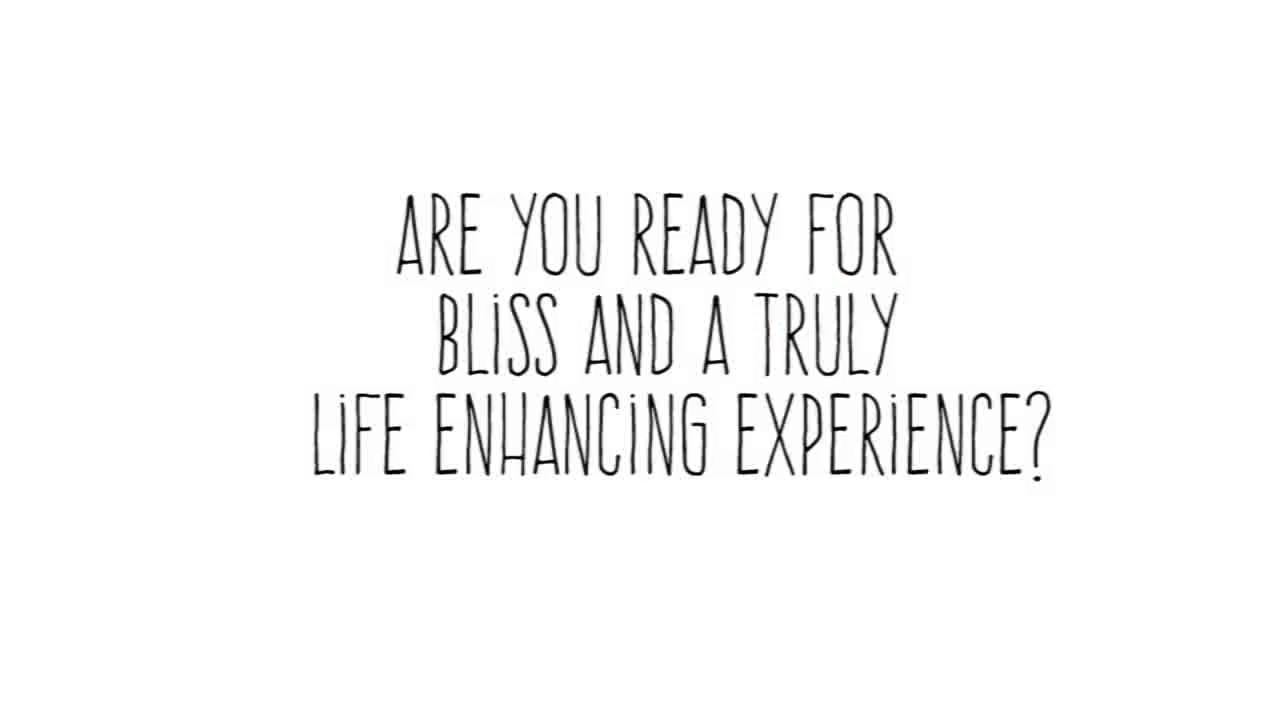 ARE YOU READY FOR
BLiSS AND A TRULY
LiFE ENHANCiNG EXPERiENCE?